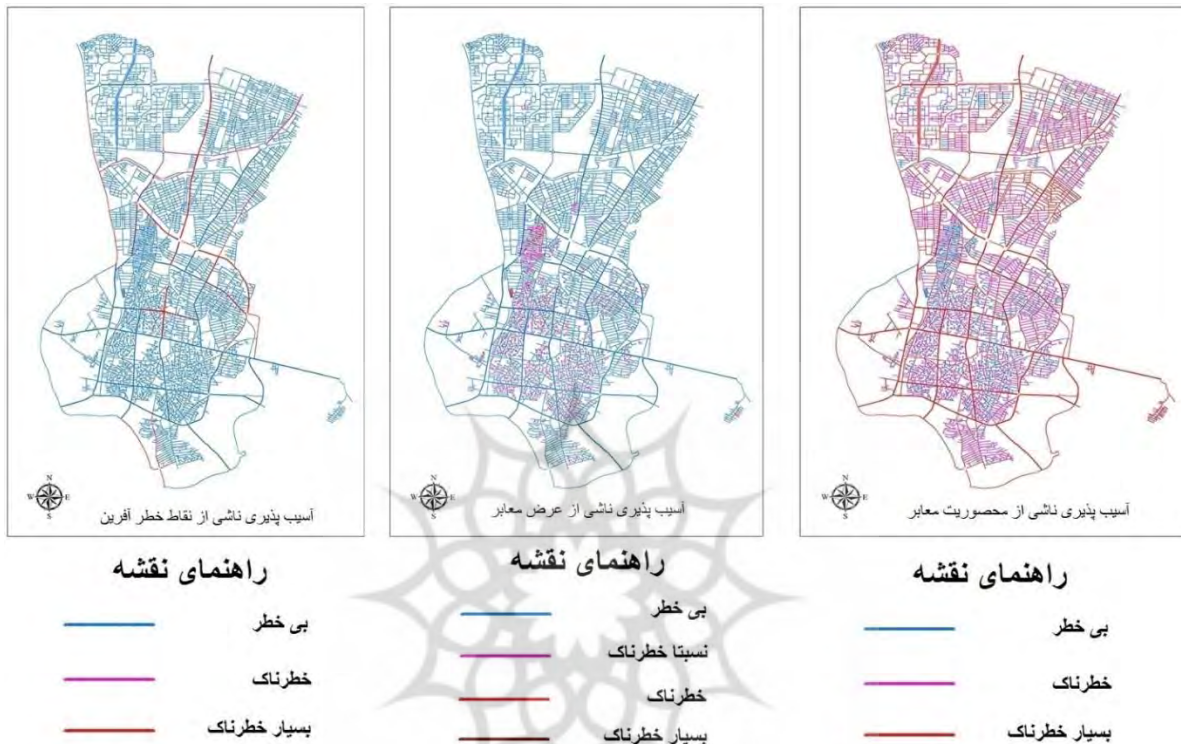 N
W E
S
آسیب پذیری ناشی از محصوریت معابر
راهنمای نقشه
بی خطر
خطرناک
بسیار خطرناک
N
W E
S
آسیب پذیری ناشی از عرض معابر
راهنمای نقشه
بی خطر
نسبتا خطرناک
خطرناک
بسیار خطرناک
N
W E
S
آسیب پذیری ناشی از نقاط خطر آفرین
راهنمای نقشه
بی خطر
خطرناک
بسیار خطرناک